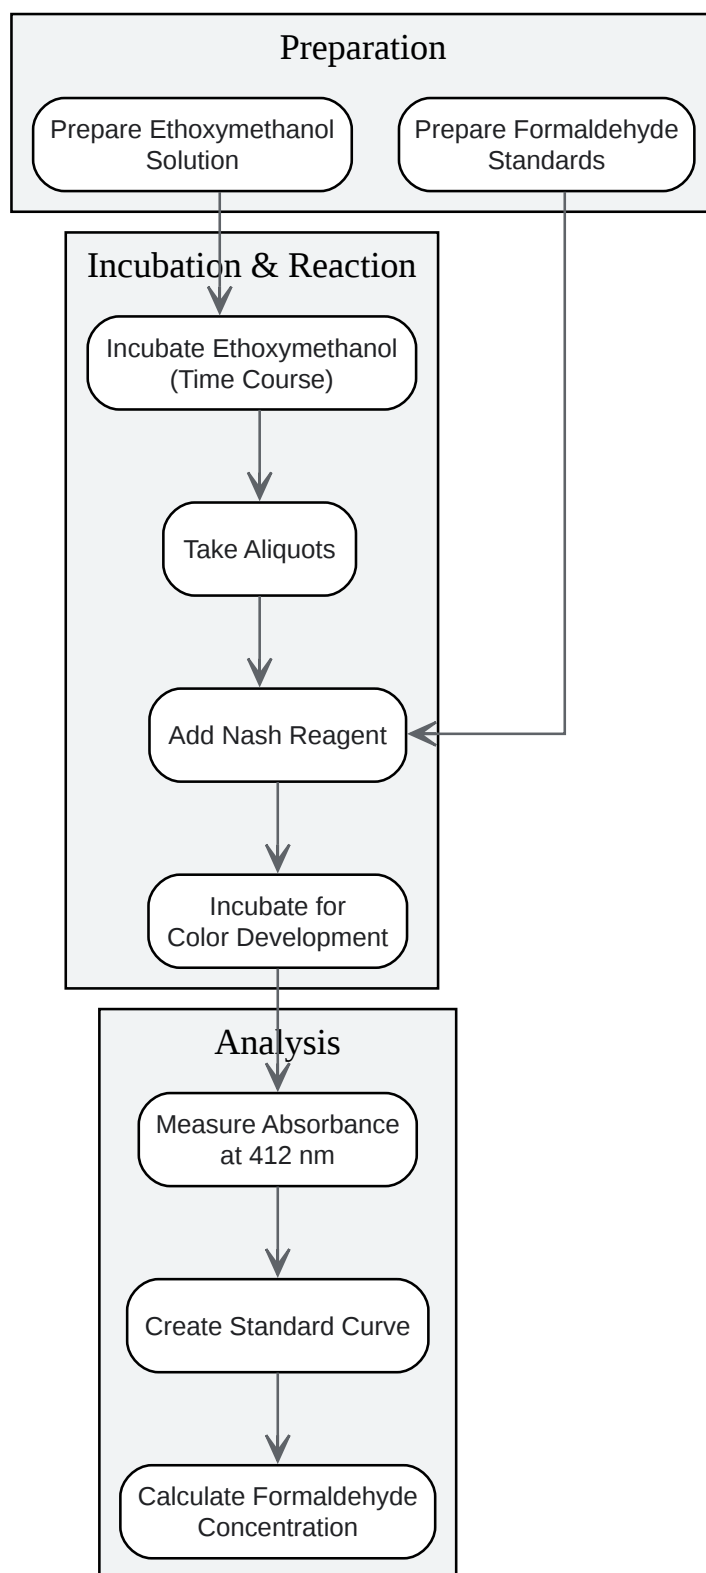 Preparation
Prepare Ethoxymethanol
Solution
Prepare Formaldehyde
Standards
Incubation & Reaction
Incubate Ethoxymethanol
(Time Course)
Take Aliquots
Add Nash Reagent
Incubate for
Color Development
Analysis
Measure Absorbance
at 412 nm
Create Standard Curve
Calculate Formaldehyde
Concentration